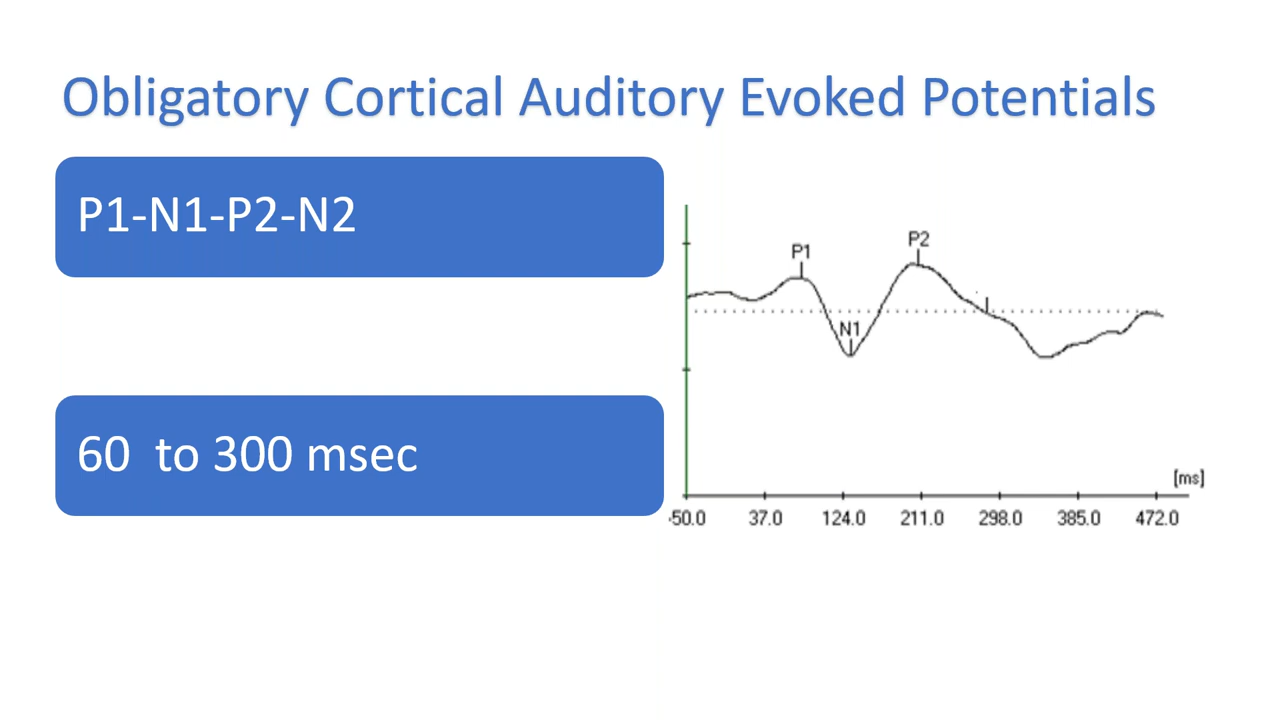 Obligatory Cortical Auditory Evoked Potentials
P1-N1-P2-N2
60 to 300 msec
P1
P2
N1
[ms]
-50.0 37.0 124.0 211.0 298.0 385.0 472.0